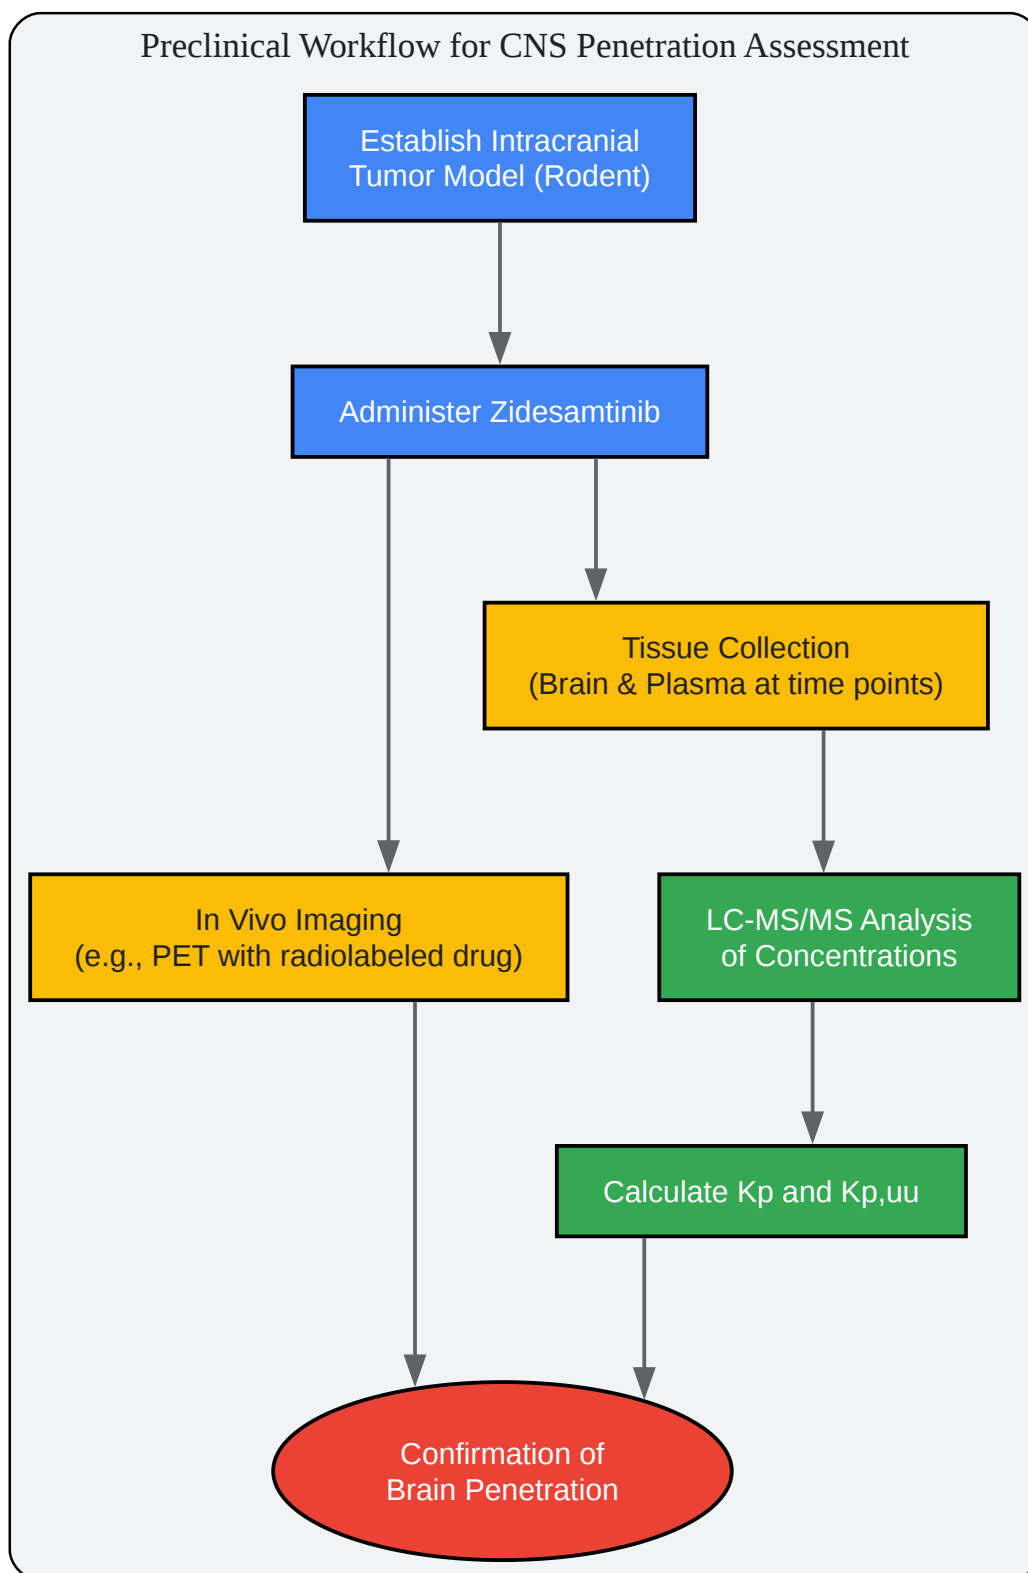 Preclinical Workflow for CNS Penetration Assessment
Establish Intracranial
Tumor Model (Rodent)
Administer Zidesamtinib
Tissue Collection
(Brain & Plasma at time points)
In Vivo Imaging
(e.g., PET with radiolabeled drug)
LC-MS/MS Analysis
of Concentrations
Calculate Kp and Kp,uu
Confirmation of
Brain Penetration